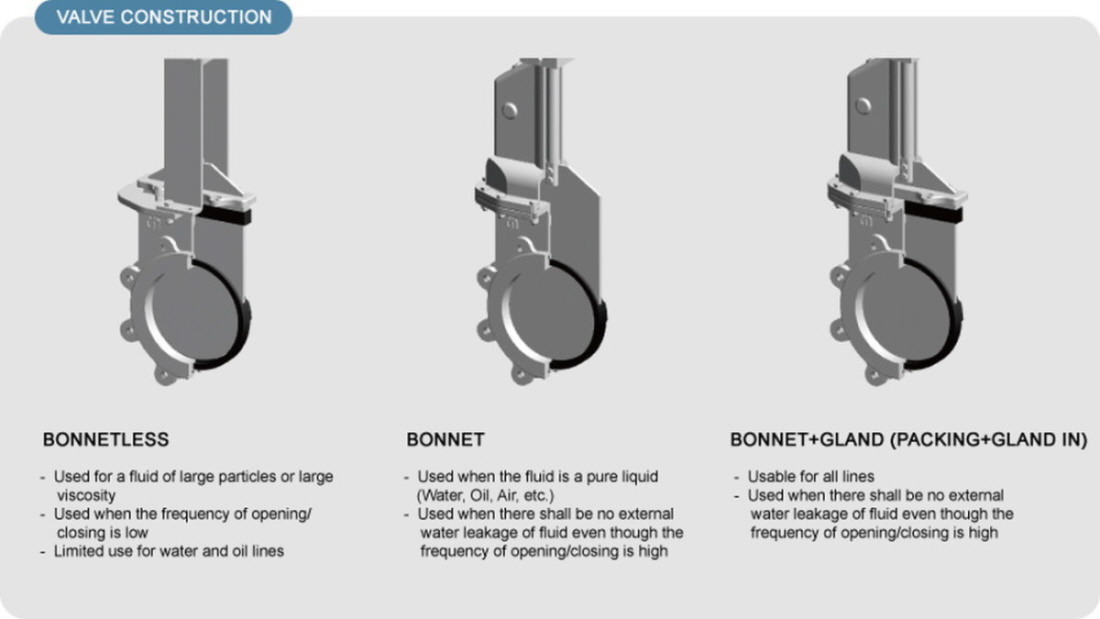 VALVE CONSTRUCTION
BONNETLESS
- Used for a fluid of large particles or large
viscosity
- Used when the frequency of opening/
closing is low
- Limited use for water and oil lines
BONNET
- Used when the fluid is a pure liquid
(Water, Oil, Air, etc.)
- Used when there shall be no external
water leakage of fluid even though the
frequency of opening/closing is high
BONNET+GLAND (PACKING+GLAND IN)
- Usable for all lines
- Used when there shall be no external
water leakage of fluid even though the
frequency of opening/closing is high